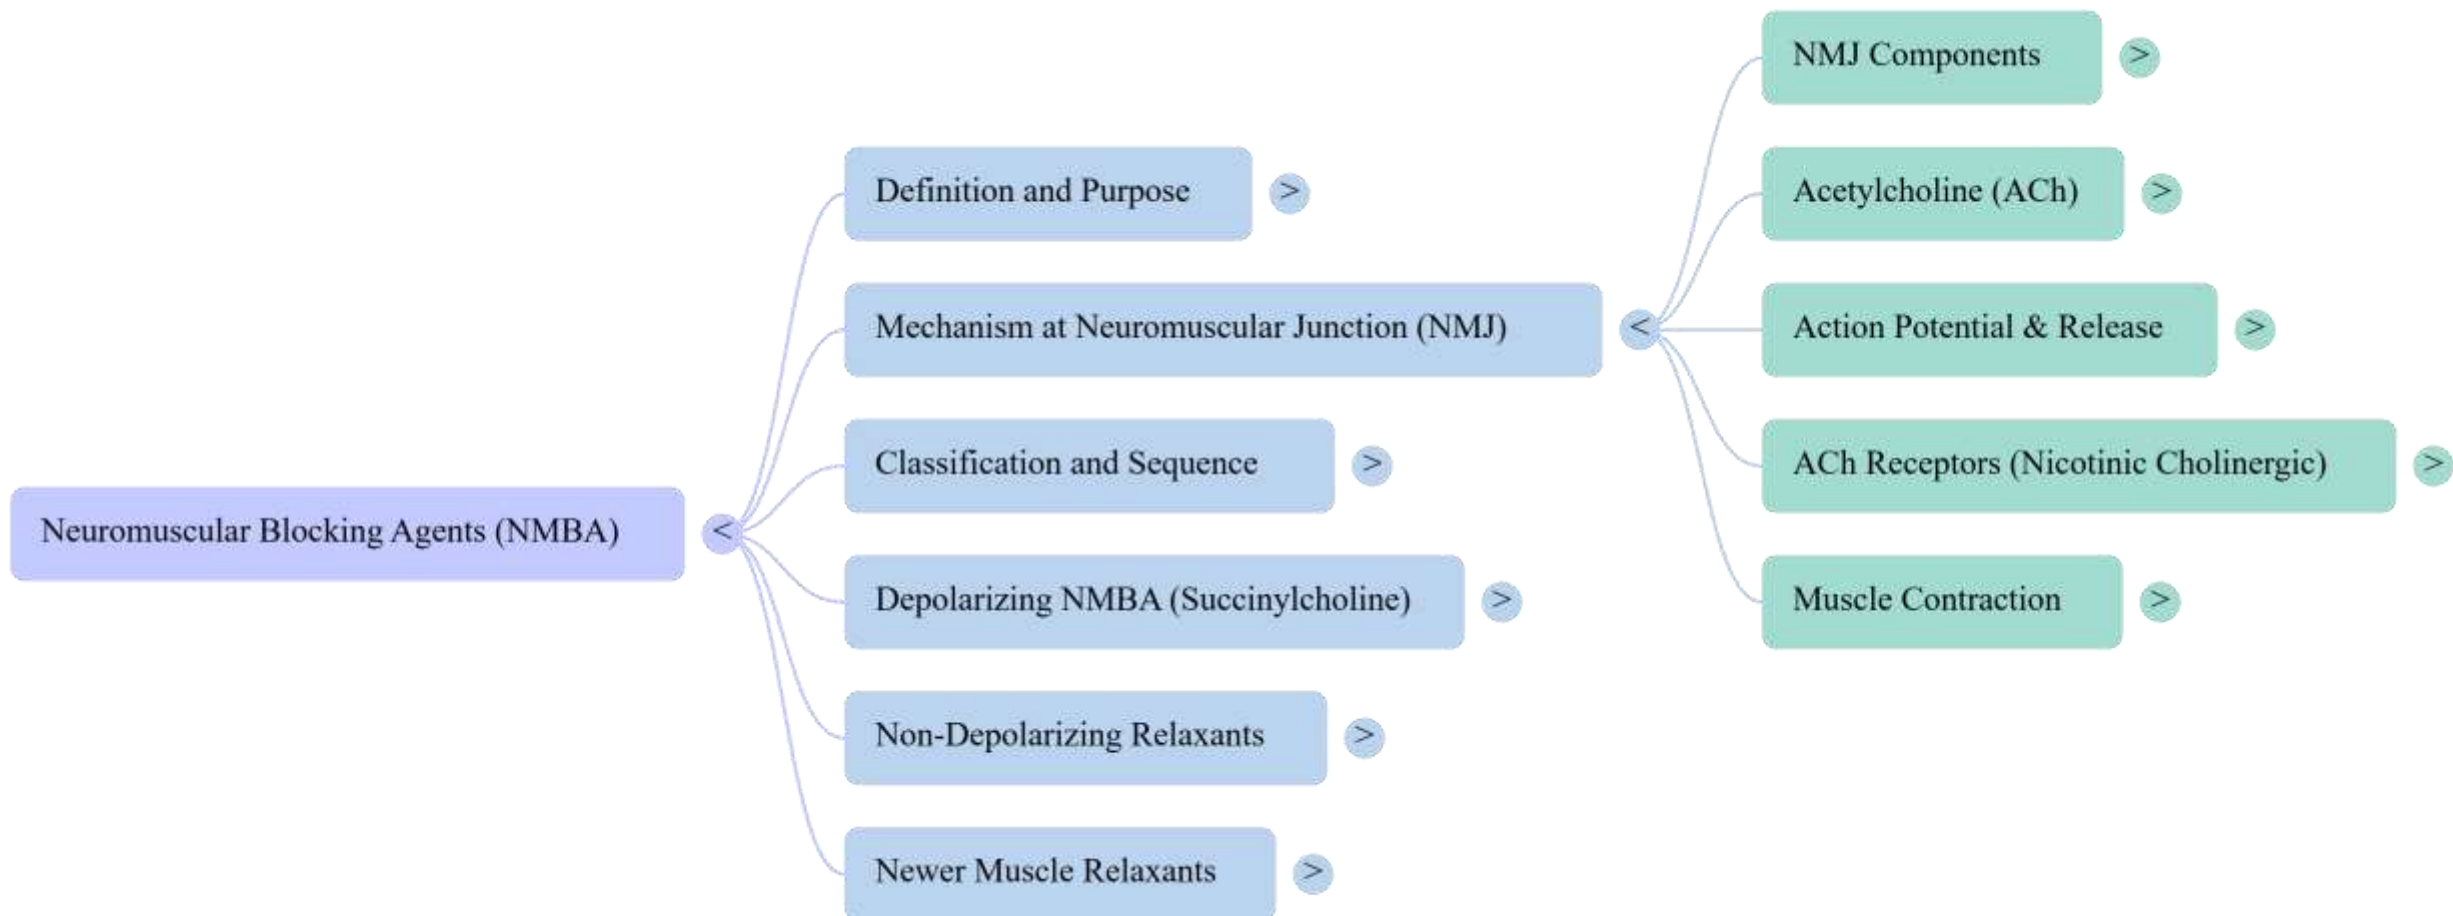 Neuromuscular Blocking Agents (NMBA)
<
Definition and Purpose
>
Mechanism at Neuromuscular Junction (NMJ)
<
Classification and Sequence
>
Depolarizing NMBA (Succinylcholine)
>
Non-Depolarizing Relaxants
>
Newer Muscle Relaxants
>
NMJ Components
>
Acetylcholine (ACh)
>
Action Potential & Release
>
ACh Receptors (Nicotinic Cholinergic)
>
Muscle Contraction
>